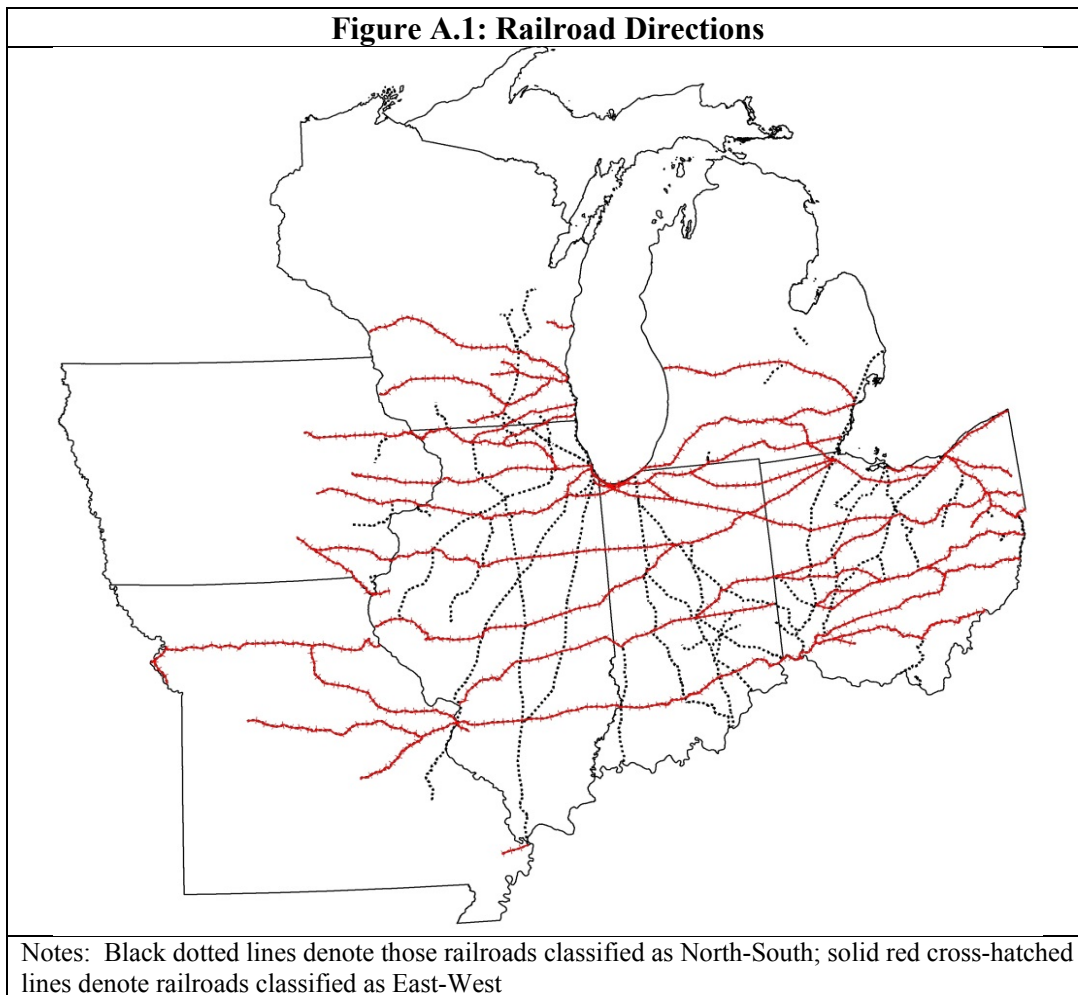 Figure A.1: Railroad Directions
Notes: Black dotted lines denote those railroads classified as North-South; solid red cross-hatched
lines denote railroads classified as East-West